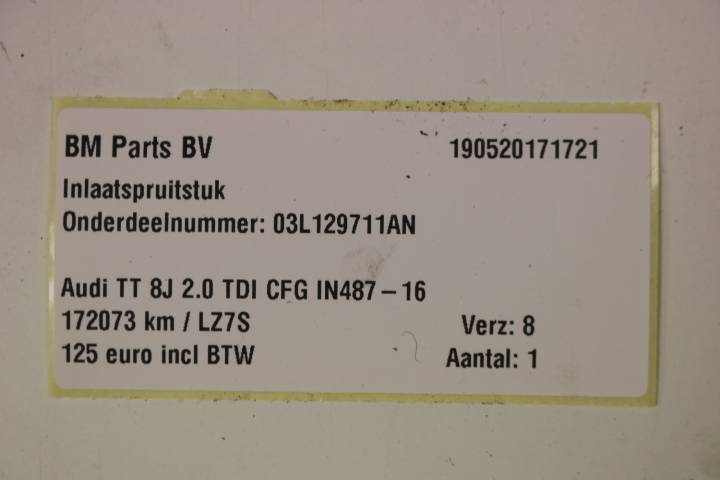 BM Parts BV 190520171721
Inlaatspruitstuk
Onderdeelnummer: 03L129711AN
Audi TT 8J 2.0 TDI CFG IN487-16
172073 km / LZ7S Verz: 8
125 euro incl BTW Aantal: 1